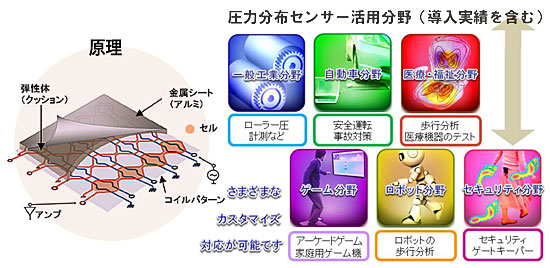 圧力分布センサー活用分野（導入実績を含む）
原理
弾性体
（クッション）
金属シート
（アルミ）
セル
コイルパターン
アンプ
一般工業分野
ローラー圧
計測など
自動車分野
安全運転
事故対策
医療・福祉分野
歩行分析
医療機器のテスト
さまざまな
カスタマイズ
対応が可能です
ゲーム分野
アーケードゲーム
家庭用ゲーム機
ロボット分野
ロボットの
歩行分析
セキュリティ分野
セキュリティ
ゲートキーパー